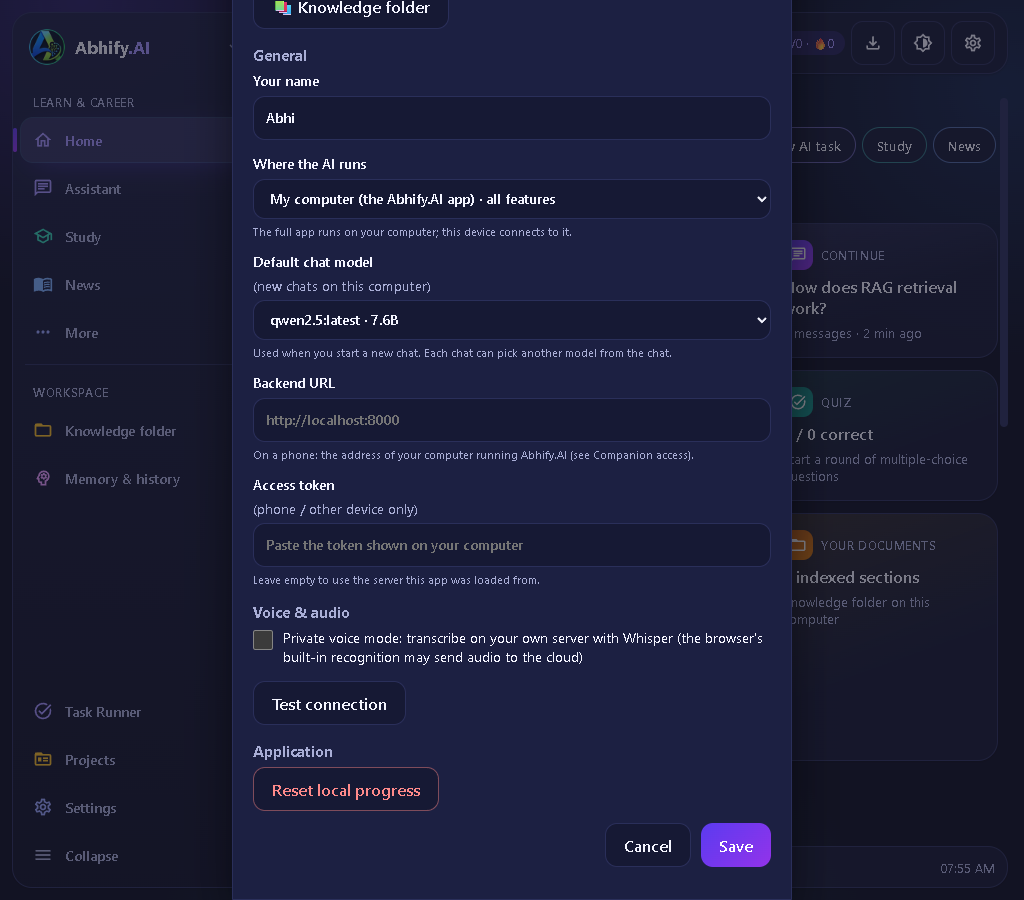 Abhify.AI
LEARN & CAREER
Home
Assistant
Study
News
More
WORKSPACE
Knowledge folder
Memory & history
Task Runner
Projects
Settings
Collapse
Knowledge folder
General
Your name
Abhi
Where the AI runs
My computer (the Abhify.AI app) · all features
The full app runs on your computer; this device connects to it.
Default chat model
(new chats on this computer)
qwen2.5:latest · 7.6B
Used when you start a new chat. Each chat can pick another model from the chat.
Backend URL
http://localhost:8000
On a phone: the address of your computer running Abhify.AI (see Companion access).
Access token
(phone / other device only)
Paste the token shown on your computer
Leave empty to use the server this app was loaded from.
Voice & audio
Private voice mode: transcribe on your own server with Whisper (the browser's
built-in recognition may send audio to the cloud)
Test connection
Application
Reset local progress
Cancel
Save
/0 · 0
AI task
Study
News
CONTINUE
How does RAG retrieval
work?
messages · 2 min ago
QUIZ
/ 0 correct
Start a round of multiple-choice
questions
YOUR DOCUMENTS
indexed sections
Knowledge folder on this
computer
07:55 AM